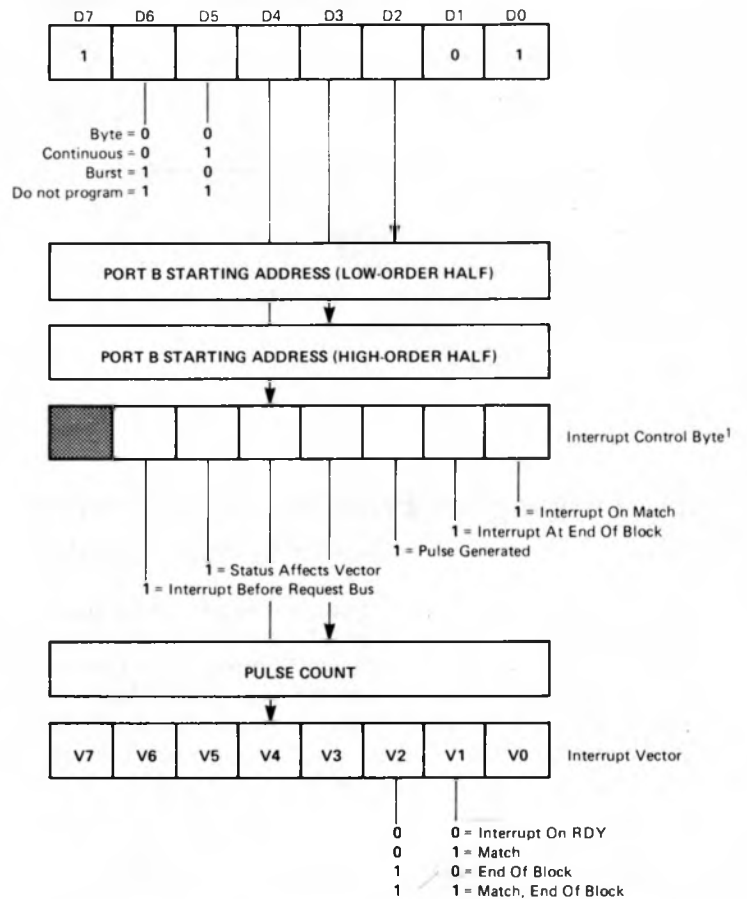 D7 D6 D5 D4 D3 D2 D1 D0
1 0 1
Byte = 0 0
Continuous = 0 1
Burst = 1 0
Do not program = 1 1
PORT B STARTING ADDRESS (LOW-ORDER HALF)
PORT B STARTING ADDRESS (HIGH-ORDER HALF)
Interrupt Control Byte1
1 = Interrupt On Match
1 = Interrupt At End Of Block
1 = Pulse Generated
1 = Status Affects Vector
1 = Interrupt Before Request Bus
PULSE COUNT
V7 V6 V5 V4 V3 V2 V1 V0 Interrupt Vector
0 0 = Interrupt On RDY
0 1 = Match
1 0 = End Of Block
1 1 = Match, End Of Block